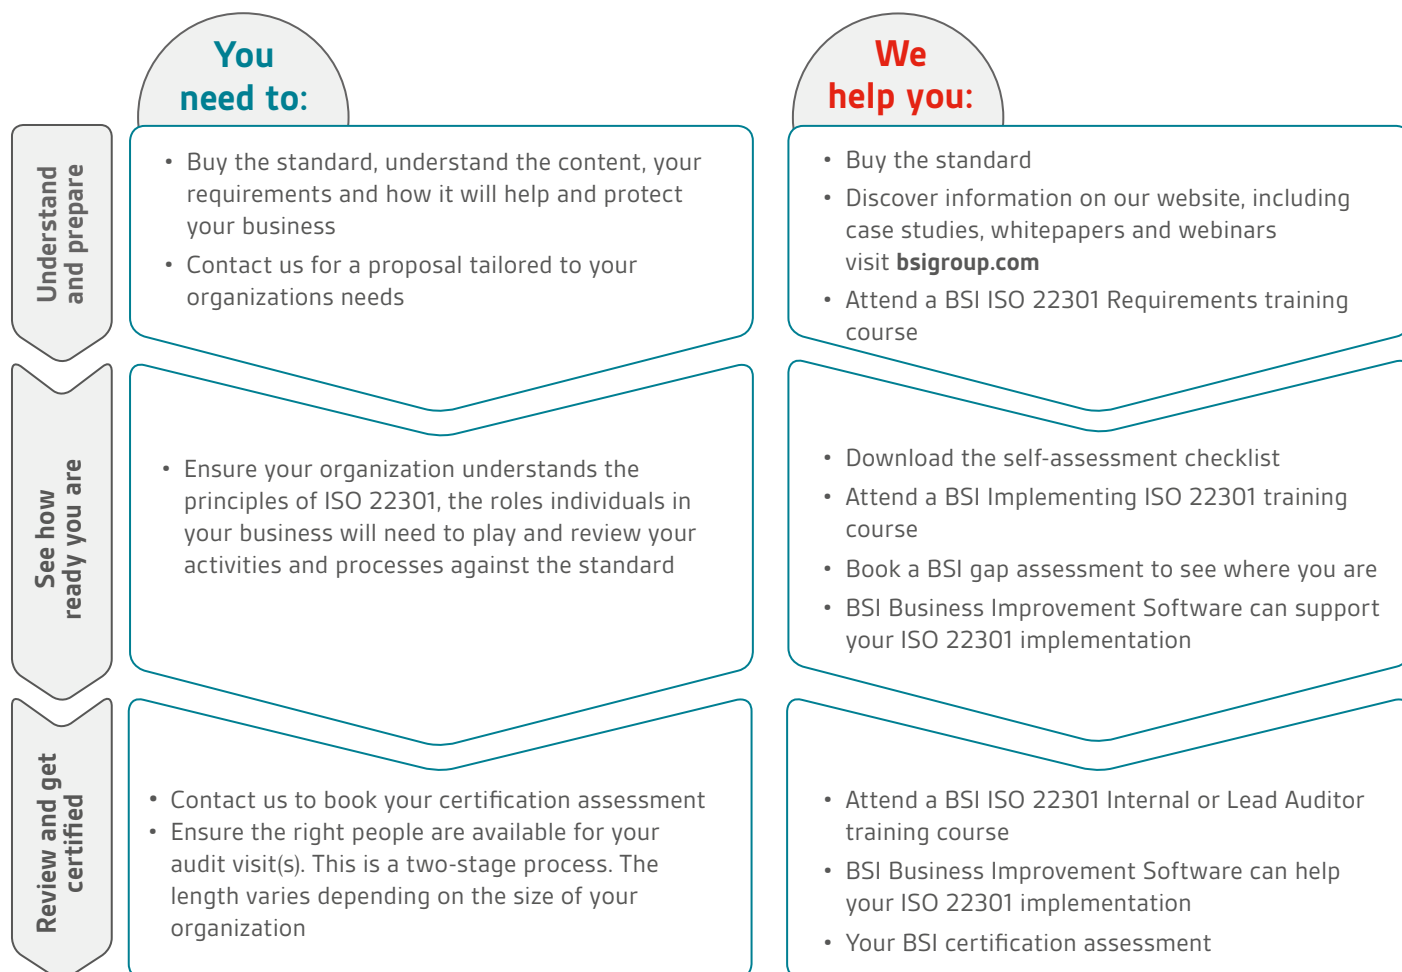 You
need to:
We
help you:
Understand
and prepare
• Buy the standard, understand the content, your
requirements and how it will help and protect
your business
• Contact us for a proposal tailored to your
organizations needs
• Buy the standard
• Discover information on our website, including
case studies, whitepapers and webinars
visit bsigroup.com
• Attend a BSI ISO 22301 Requirements training
course
See how
ready you are
• Ensure your organization understands the
principles of ISO 22301, the roles individuals in
your business will need to play and review your
activities and processes against the standard
• Download the self-assessment checklist
• Attend a BSI Implementing ISO 22301 training
course
• Book a BSI gap assessment to see where you are
• BSI Business Improvement Software can support
your ISO 22301 implementation
Review and get
certified
• Contact us to book your certification assessment
• Ensure the right people are available for your
audit visit(s). This is a two-stage process. The
length varies depending on the size of your
organization
• Attend a BSI ISO 22301 Internal or Lead Auditor
training course
• BSI Business Improvement Software can help
your ISO 22301 implementation
• Your BSI certification assessment